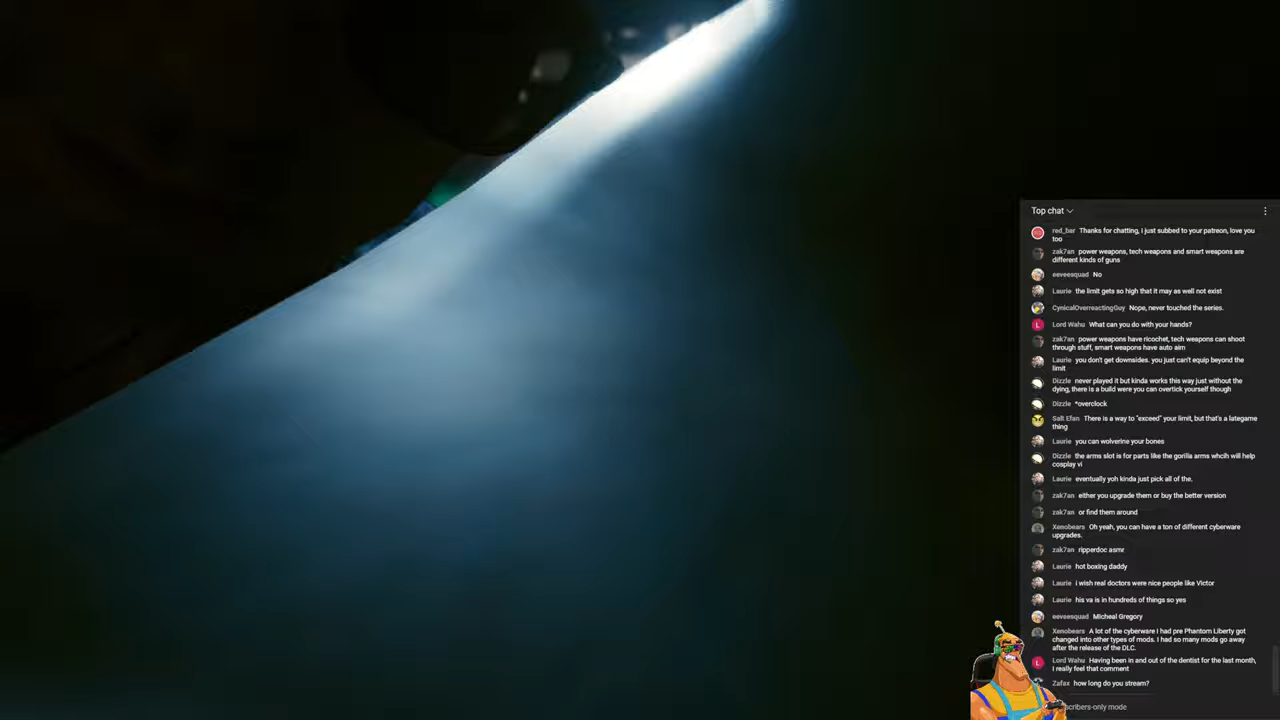 Top chat
red_bar Thanks for chatting, i just subbed to your patreon, love you
too
zak7an power weapons, tech weapons and smart weapons are
different kinds of guns
eeveesquad No
Laurie the limit gets so high that it may as well not exist
CynicalOverreactingGuy Nope, never touched the series.
Lord Wahu What can you do with your hands?
zak7an power weapons have ricochet, tech weapons can shoot
through stuff, smart weapons have auto aim
Laurie you don't get downsides. you just can't equip beyond the
limit
Dizzle never played it but kinda works this way just without the
dying, there is a build were you can overtick yourself though
Dizzle *overclock
Salt Efan There is a way to "exceed" your limit, but that's a lategame
thing
Laurie you can wolverine your bones
Dizzle the arms slot is for parts like the gorilla arms whcih will help
cosplay vi
Laurie eventually yoh kinda just pick all of the.
zak7an either you upgrade them or buy the better version
zak7an or find them around
Xenobears Oh yeah, you can have a ton of different cyberware
upgrades.
zak7an ripperdoc asmr
Laurie hot boxing daddy
Laurie i wish real doctors were nice people like Victor
Laurie his va is in hundreds of things so yes
eeveesquad MIcheal Gregory
Xenobears A lot of the cyberware I had pre Phantom Liberty got
changed into other types of mods. I had so many mods go away
after the release of the DLC.
Lord Wahu Having been in and out of the dentist for the last month,
I really feel that comment
Zafax how long do you stream?
scribers-only mode